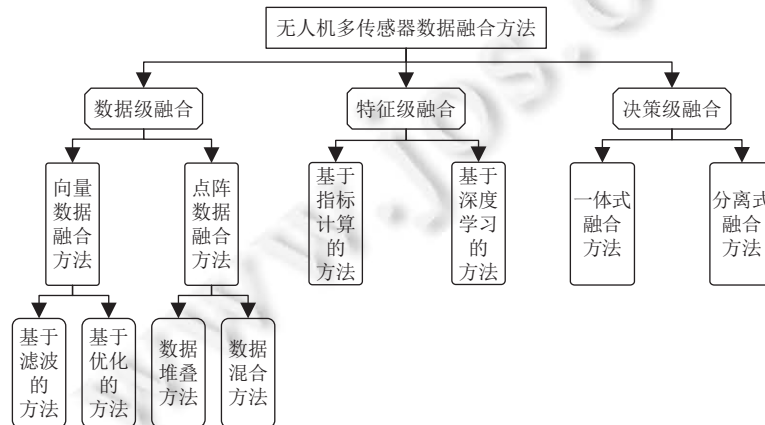 无人机多传感器数据融合方法
数据级融合
特征级融合
决策级融合
向量
数据
融合
方法
点阵
数据
融合
方法
基于
指标
计算
的
方法
基于
深度
学习
的
方法
一体式
融合
方法
分离式
融合
方法
基于
滤波
的
方法
基于
优化
的
方法
数据
堆叠
方法
数据
混合
方法
www.jos.o